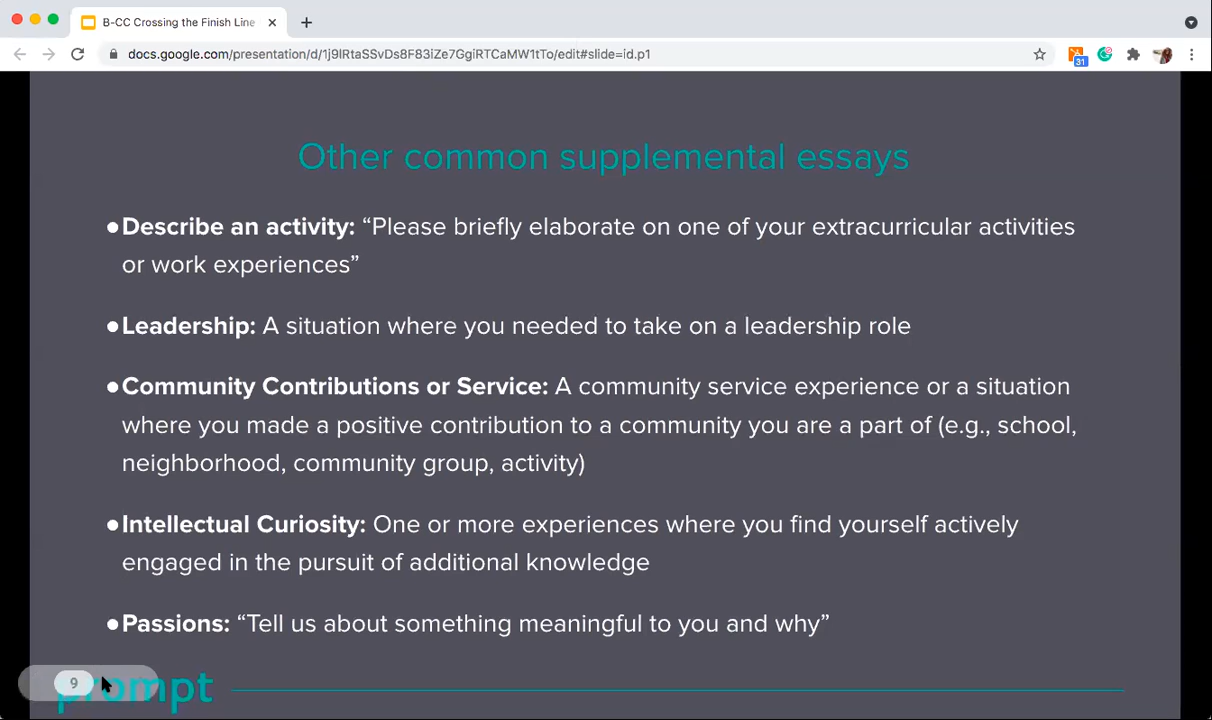 B-CC Crossing the Finish Line
docs.google.com/presentation/d/1j9lRtaSSvDs8F83iZe7GgiRTCaMW1tTo/edit#slide=id.p1
31
Other common supplemental essays
●Describe an activity: “Please briefly elaborate on one of your extracurricular activities
or work experiences”
●Leadership: A situation where you needed to take on a leadership role
●Community Contributions or Service: A community service experience or a situation
where you made a positive contribution to a community you are a part of (e.g., school,
neighborhood, community group, activity)
●Intellectual Curiosity: One or more experiences where you find yourself actively
engaged in the pursuit of additional knowledge
●Passions: “Tell us about something meaningful to you and why”
9
prompt